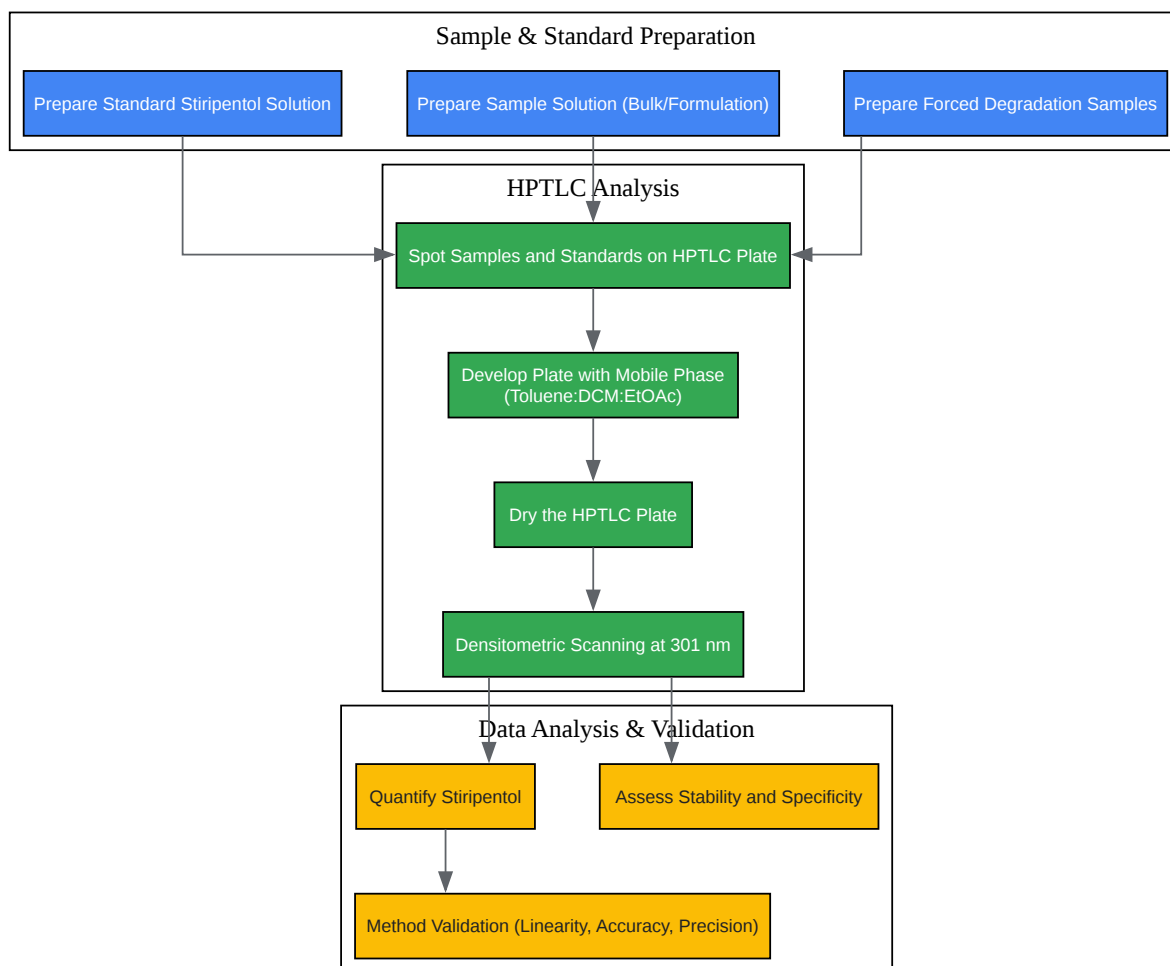 Sample & Standard Preparation
Prepare Standard Stiripentol Solution
Prepare Sample Solution (Bulk/Formulation)
Prepare Forced Degradation Samples
HPTLC Analysis
Spot Samples and Standards on HPTLC Plate
Develop Plate with Mobile Phase
(Toluene:DCM:EtOAc)
Dry the HPTLC Plate
Densitometric Scanning at 301 nm
Data Analysis & Validation
Quantify Stiripentol
Assess Stability and Specificity
Method Validation (Linearity, Accuracy, Precision)